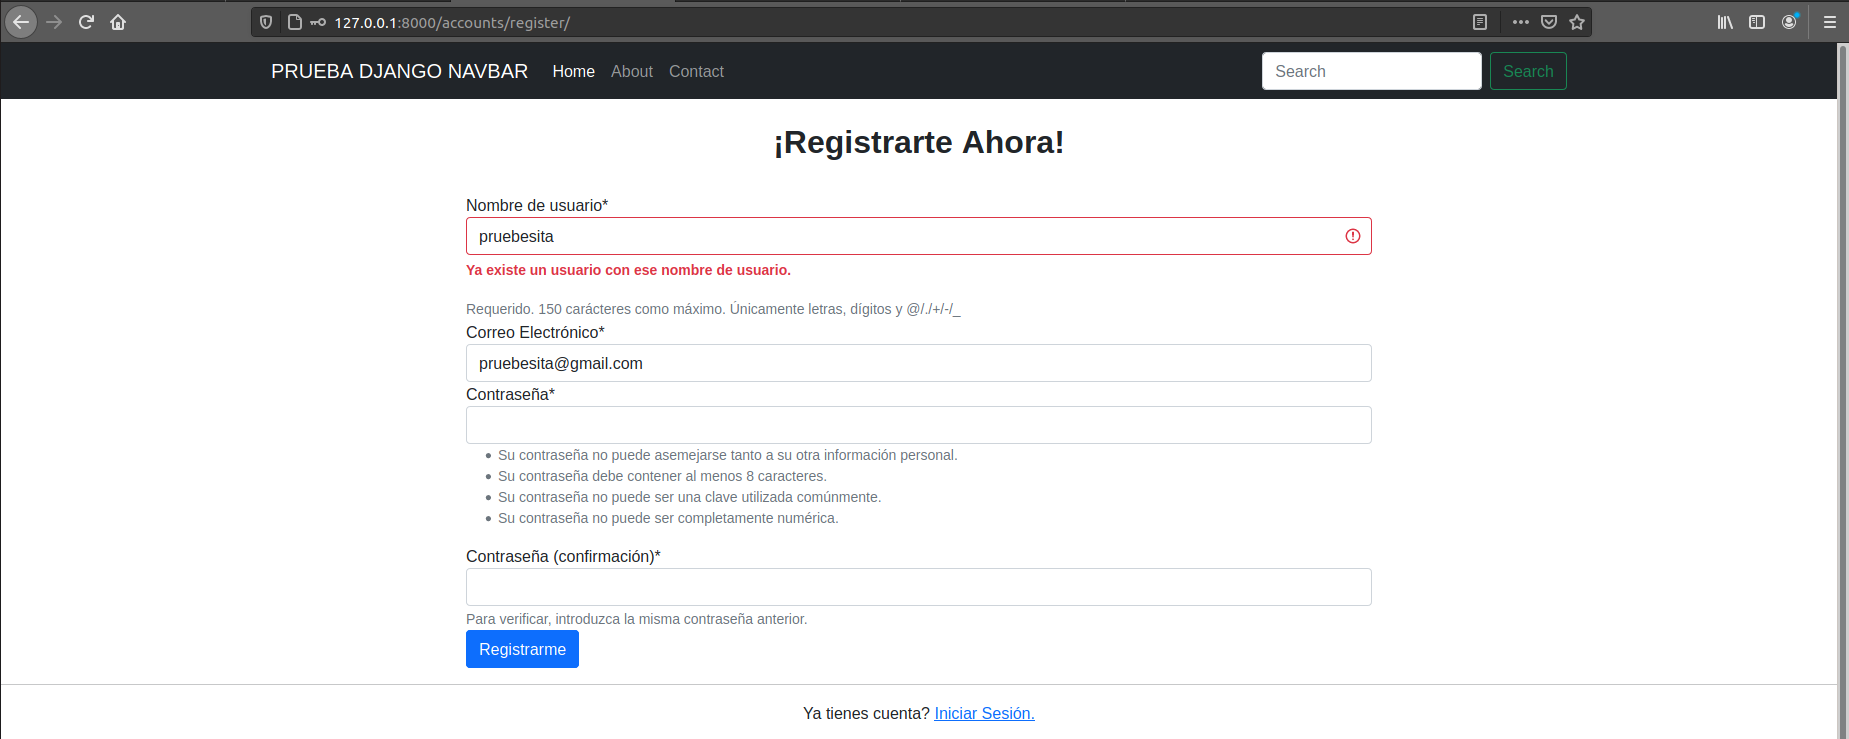 127.0.0.1:8000/accounts/register/
PRUEBA DJANGO NAVBAR Home About Contact Search Search
¡Registrarte Ahora!
Nombre de usuario*
pruebesita
Ya existe un usuario con ese nombre de usuario.
Requerido. 150 carácteres como máximo. Únicamente letras, dígitos y @/./+/-/_
Correo Electrónico*
pruebesita@gmail.com
Contraseña*
Su contraseña no puede asemejarse tanto a su otra información personal.
Su contraseña debe contener al menos 8 caracteres.
Su contraseña no puede ser una clave utilizada comúnmente.
Su contraseña no puede ser completamente numérica.
Contraseña (confirmación)*
Para verificar, introduzca la misma contraseña anterior.
Registrarme
Ya tienes cuenta? Iniciar Sesión.